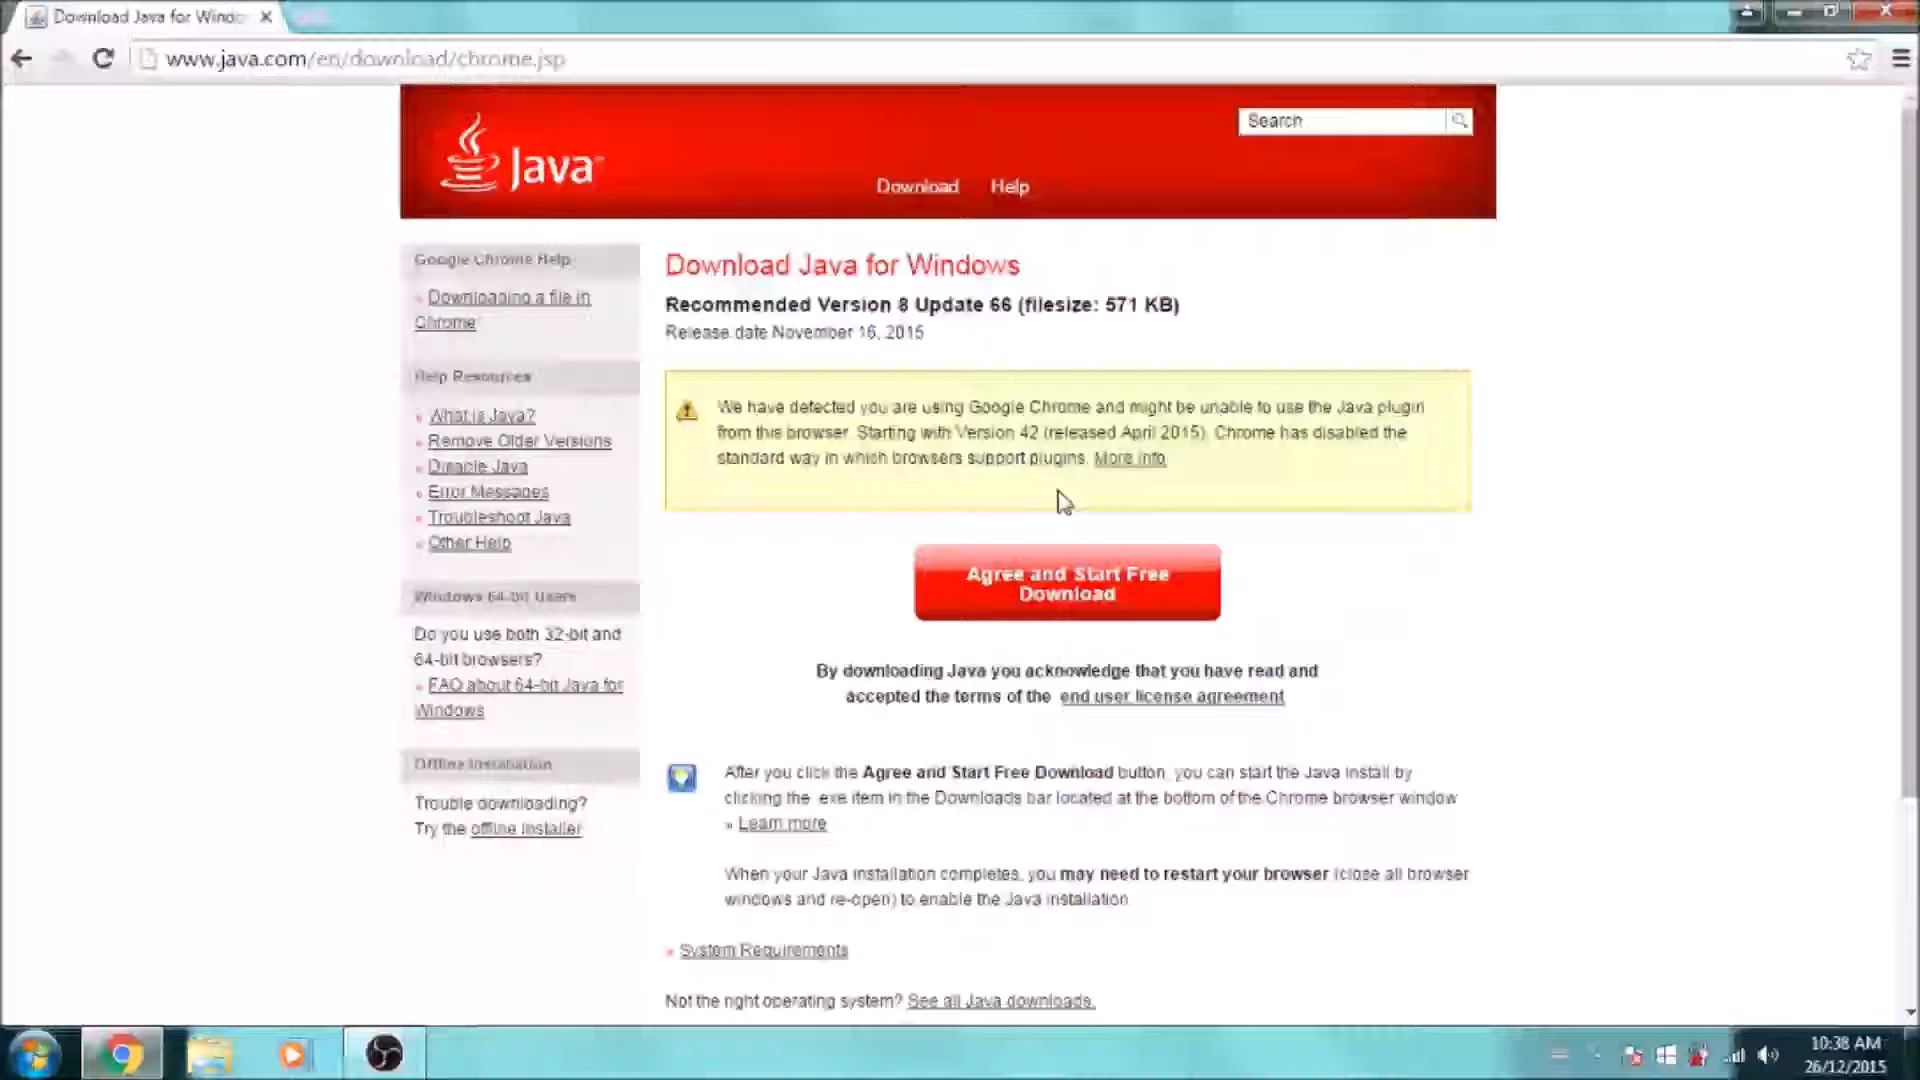 Download Java for Windo
www.java.com/en/download/chrome.jsp
Java
Search
Download Help
Google Chrome Help
» Downloading a file in
Chrome
Help Resources
» What is Java?
» Remove Older Versions
» Disable Java
» Error Messages
» Troubleshoot Java
» Other Help
Windows 64-bit Users
Do you use both 32-bit and
64-bit browsers?
» FAQ about 64-bit Java for
Windows
Offline Installation
Trouble downloading?
Try the offline installer
Download Java for Windows
Recommended Version 8 Update 66 (filesize: 571 KB)
Release date November 16, 2015
We have detected you are using Google Chrome and might be unable to use the Java plugin
from this browser. Starting with Version 42 (released April 2015), Chrome has disabled the
standard way in which browsers support plugins. More info
Agree and Start Free
Download
By downloading Java you acknowledge that you have read and
accepted the terms of the end user license agreement
After you click the Agree and Start Free Download button, you can start the Java install by
clicking the .exe item in the Downloads bar located at the bottom of the Chrome browser window
» Learn more
When your Java installation completes, you may need to restart your browser (close all browser
windows and re-open) to enable the Java installation
» System Requirements
Not the right operating system? See all Java downloads.
10:38 AM
26/12/2015